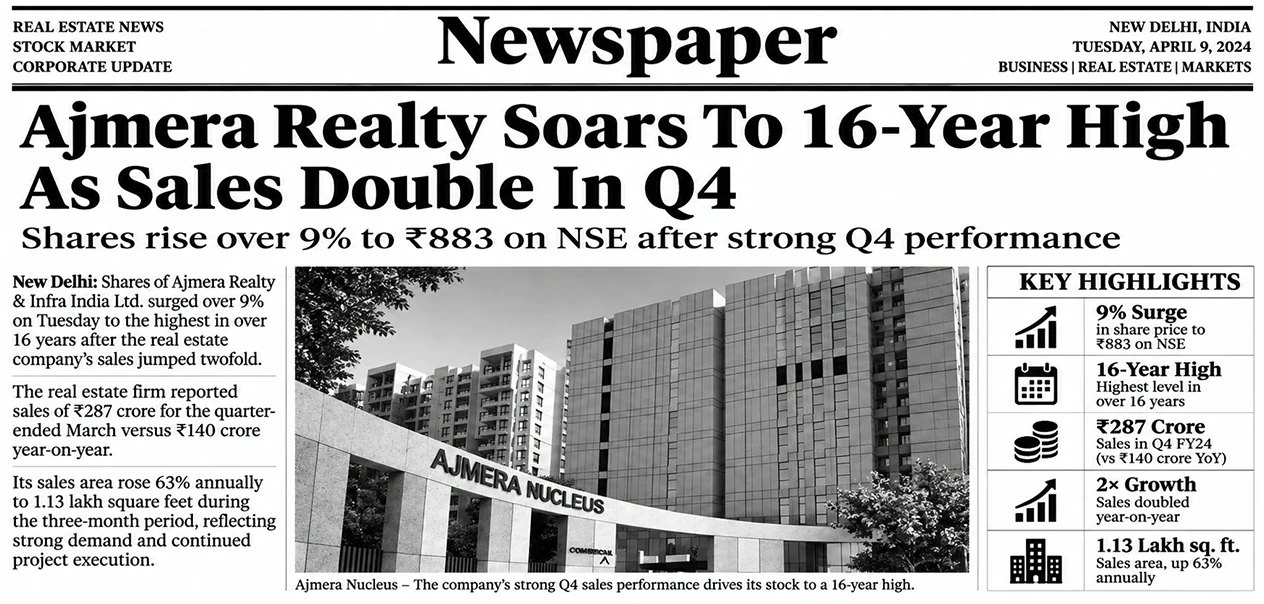 REAL ESTATE NEWS
STOCK MARKET
CORPORATE UPDATE
Newspaper
NEW DELHI, INDIA
TUESDAY, APRIL 9, 2024
BUSINESS | REAL ESTATE | MARKETS
Ajmera Realty Soars To 16-Year High
As Sales Double In Q4
Shares rise over 9% to ₹883 on NSE after strong Q4 performance
New Delhi: Shares of Ajmera Realty
& Infra India Ltd. surged over 9%
on Tuesday to the highest in over
16 years after the real estate
company's sales jumped twofold.
The real estate firm reported
sales of ₹287 crore for the quarter-
ended March versus ₹140 crore
year-on-year.
Its sales area rose 63% annually
to 1.13 lakh square feet during
the three-month period, reflecting
strong demand and continued
project execution.
AJMERA NUCLEUS
Ajmera Nucleus – The company's strong Q4 sales performance drives its stock to a 16-year high.
KEY HIGHLIGHTS
9% Surge
in share price to
₹883 on NSE
16-Year High
Highest level in
over 16 years
₹287 Crore
Sales in Q4 FY24
(vs ₹140 crore YoY)
2× Growth
Sales doubled
year-on-year
1.13 Lakh sq. ft.
Sales area, up 63%
annually